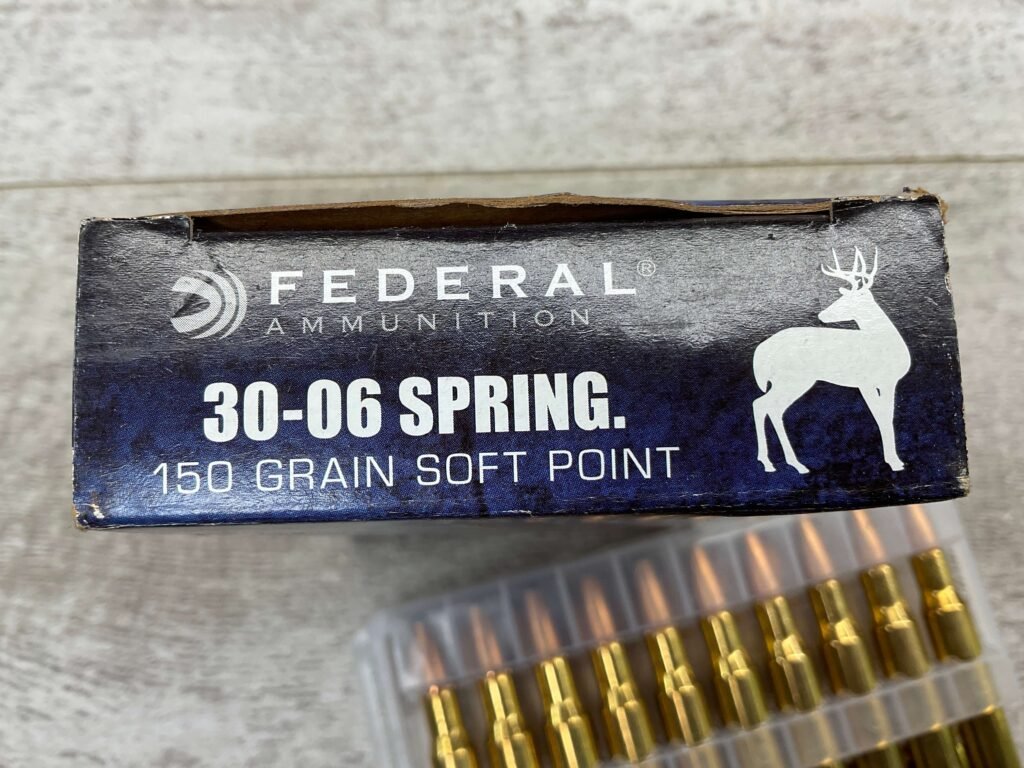 FEDERAL®
AMMUNITION
30-06 SPRING.
150 GRAIN SOFT POINT